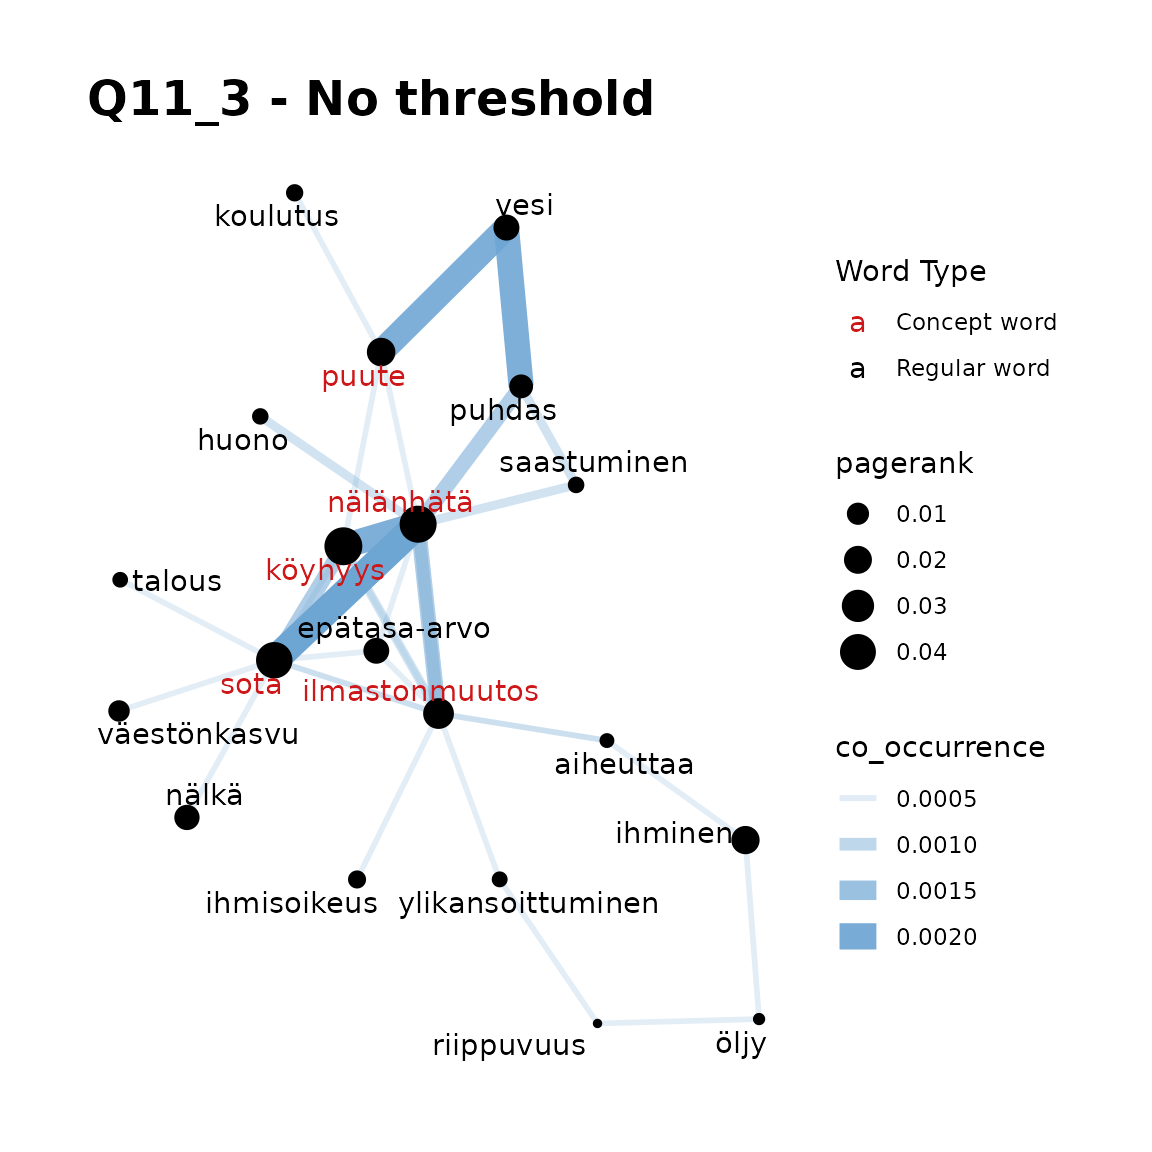 Q11_3 - No threshold
koulutus
vesi
puute
puhdas
huono
saastuminen
nälänhätä
köyhyys
talous
epätasa-arvo
sota
ilmastonmuutos
väestönkasvu
aiheuttaa
nälkä
ihminen
ihmisoikeus
ylikansoittuminen
riippuvuus
öljy
Word Type
a Concept word
a Regular word
pagerank
0.01
0.02
0.03
0.04
co_occurrence
0.0005
0.0010
0.0015
0.0020